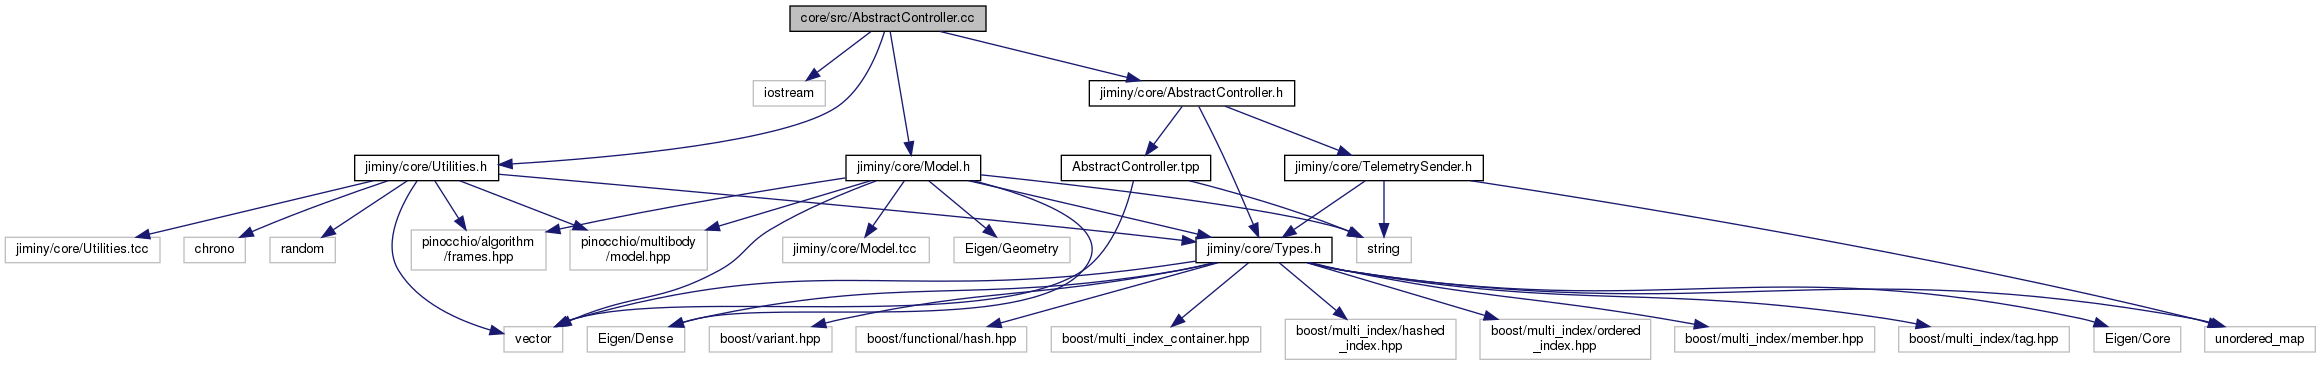 core/src/AbstractController.cc
iostream
jiminy/core/AbstractController.h
jiminy/core/Utilities.h
jiminy/core/Model.h
AbstractController.tpp
jiminy/core/TelemetrySender.h
jiminy/core/Utilities.tcc
chrono
random
pinocchio/algorithm
/frames.hpp
pinocchio/multibody
/model.hpp
jiminy/core/Model.tcc
Eigen/Geometry
jiminy/core/Types.h
string
vector
Eigen/Dense
boost/variant.hpp
boost/functional/hash.hpp
boost/multi_index_container.hpp
boost/multi_index/hashed
_index.hpp
boost/multi_index/ordered
_index.hpp
boost/multi_index/member.hpp
boost/multi_index/tag.hpp
Eigen/Core
unordered_map